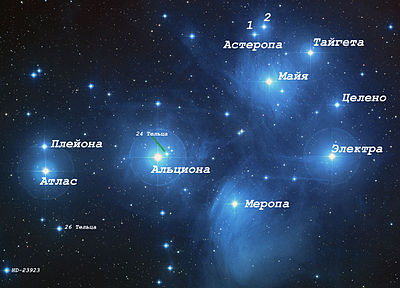 1 2
Астеропа
Тайгета
Майя
Целено
24 Тельца
Плейона
Электра
Альциона
Атлас
Меропа
26 Тельца
HD-23923